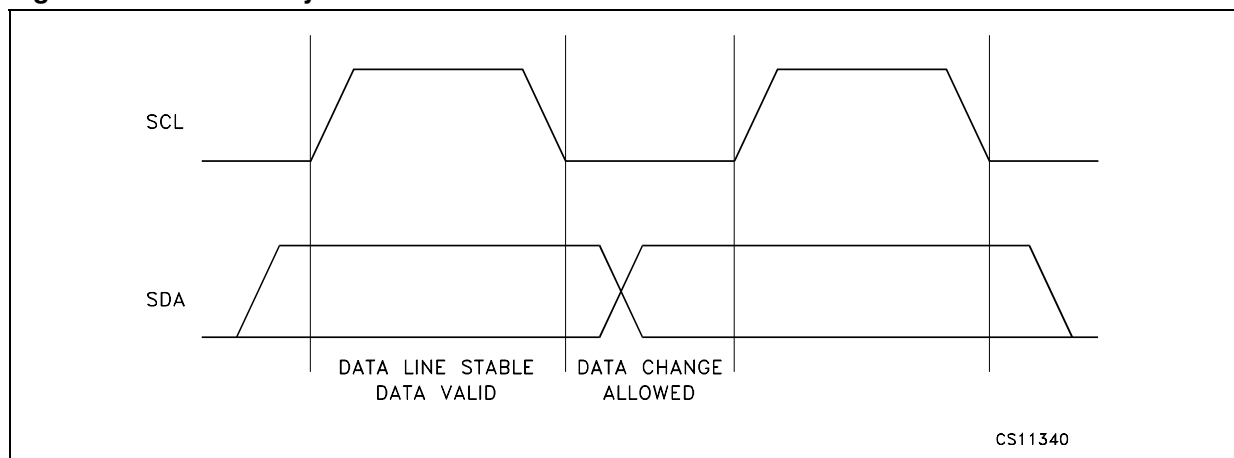 SCL
SDA
DATA LINE STABLE
DATA VALID
DATA CHANGE
ALLOWED
CS11340